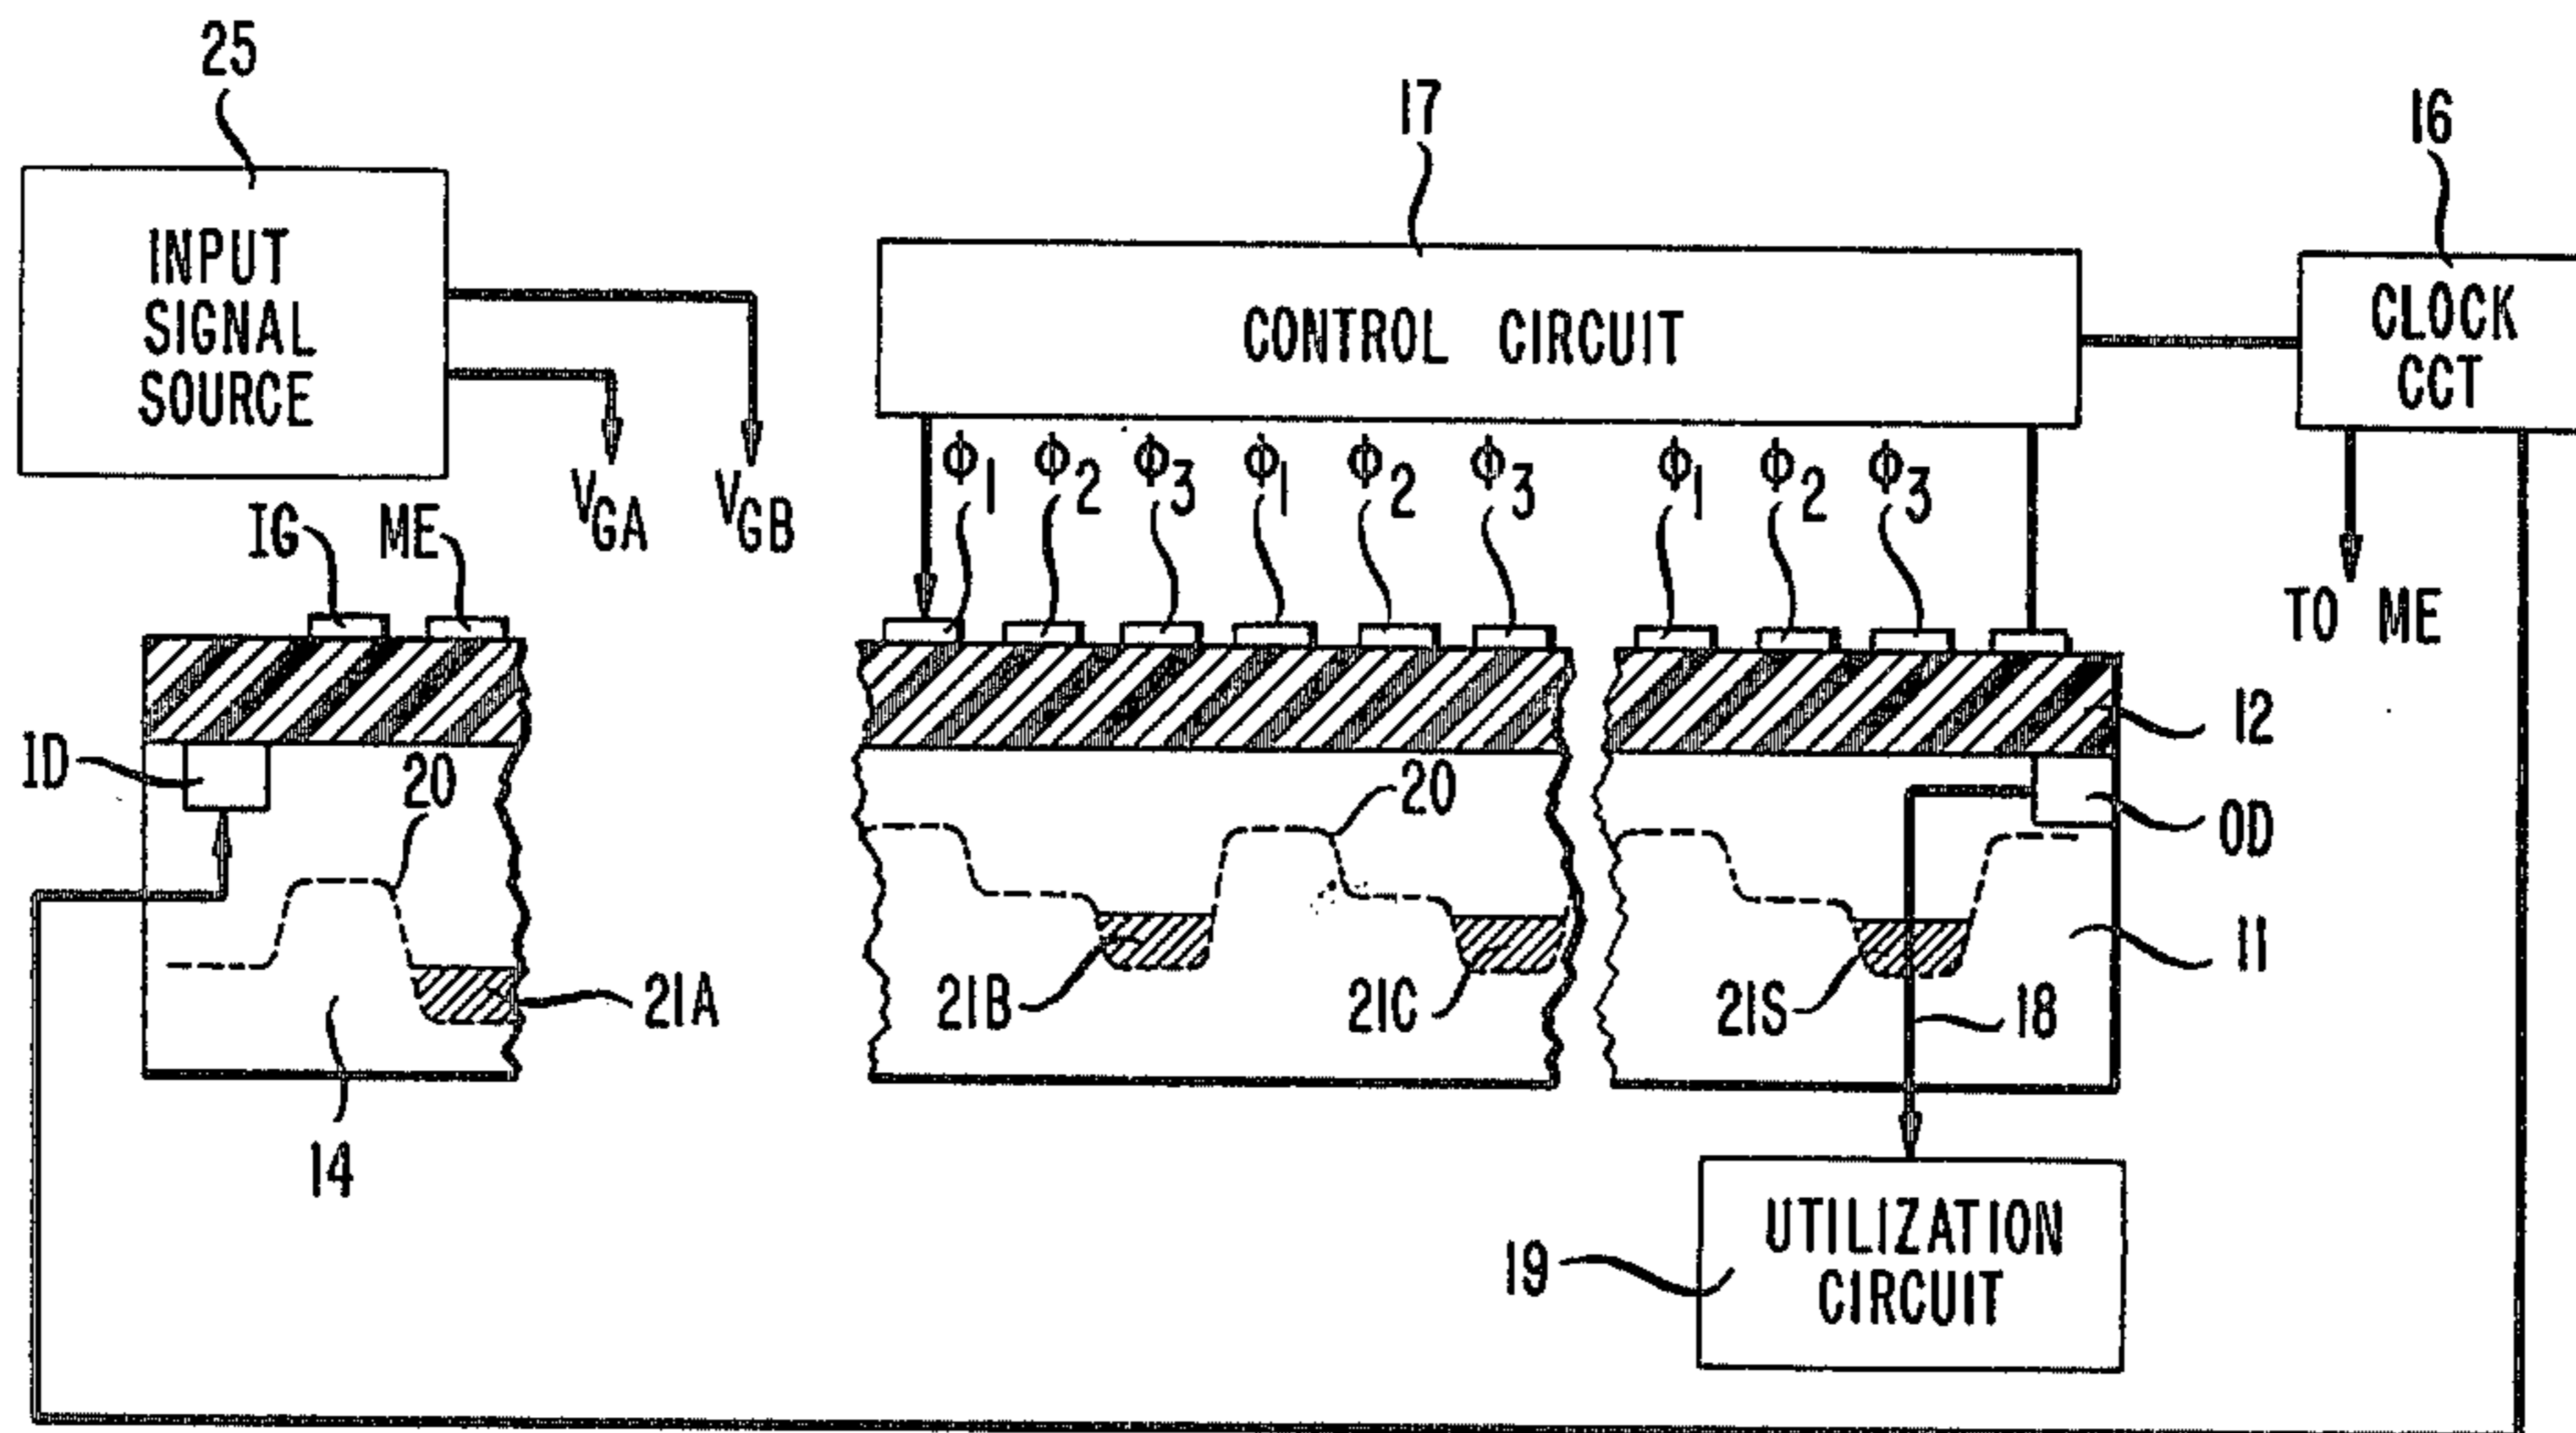 25
17
16
INPUT
SIGNAL
SOURCE
CONTROL CIRCUIT
CLOCK
CCT
ϕ1 ϕ2 ϕ3 ϕ1 ϕ2 ϕ3 ϕ1 ϕ2 ϕ3
IG ME VGA VGB
TO ME
12
ID
20
20
OD
11
21A
21B
21C
21S
18
14
19
UTILIZATION
CIRCUIT